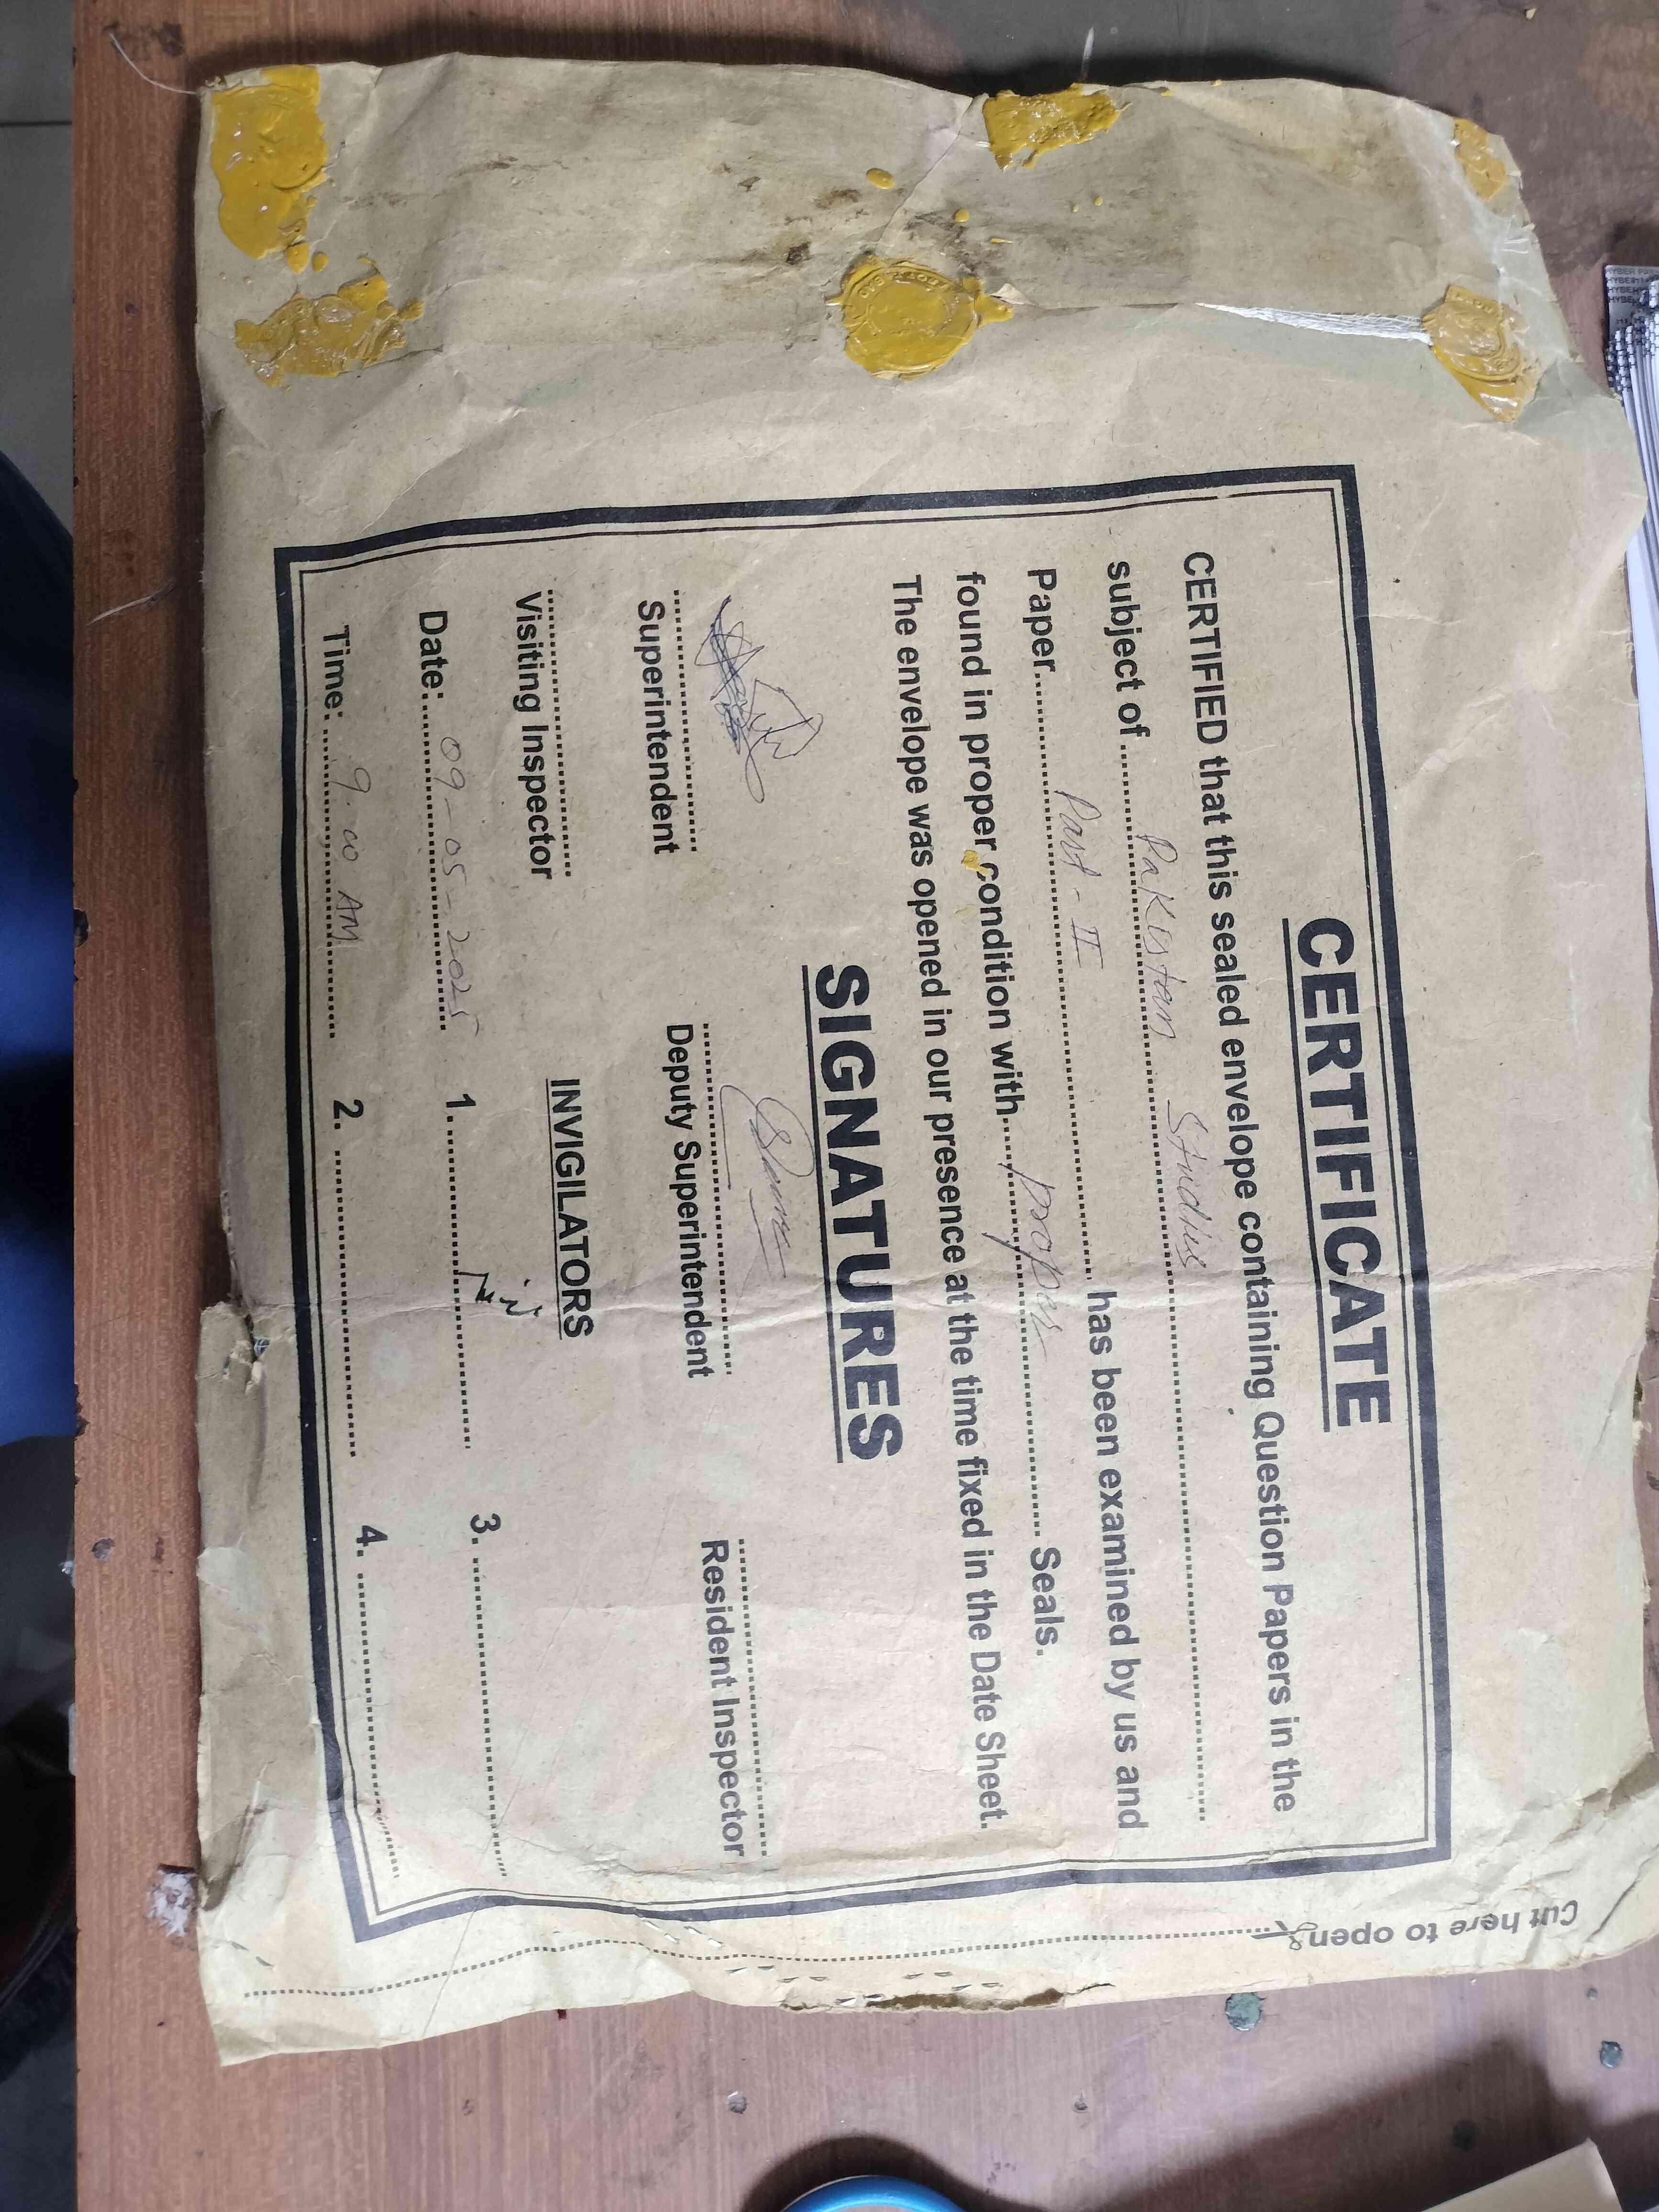 CERTIFICATE
CERTIFIED that this sealed envelope containing Question Papers in the
subject of .......... Pakistan Studies ..........
Paper.......... Part - II .......... has been examined by us and
found in proper condition with.......... proper .......... Seals.
The envelope was opened in our presence at the time fixed in the Date Sheet.
SIGNATURES
Superintendent Deputy Superintendent Resident Inspector
Visiting Inspector INVIGILATORS
Date: 09-05-2025 1. .......... 3. ..........
Time: 9.00 AM 2. .......... 4. ..........
Cut here to open